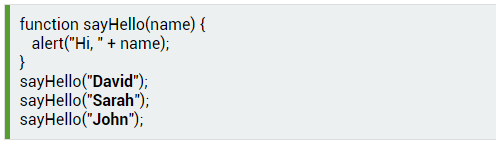 function sayHello(name) {
   alert("Hi, " + name);
}
sayHello("David");
sayHello("Sarah");
sayHello("John");